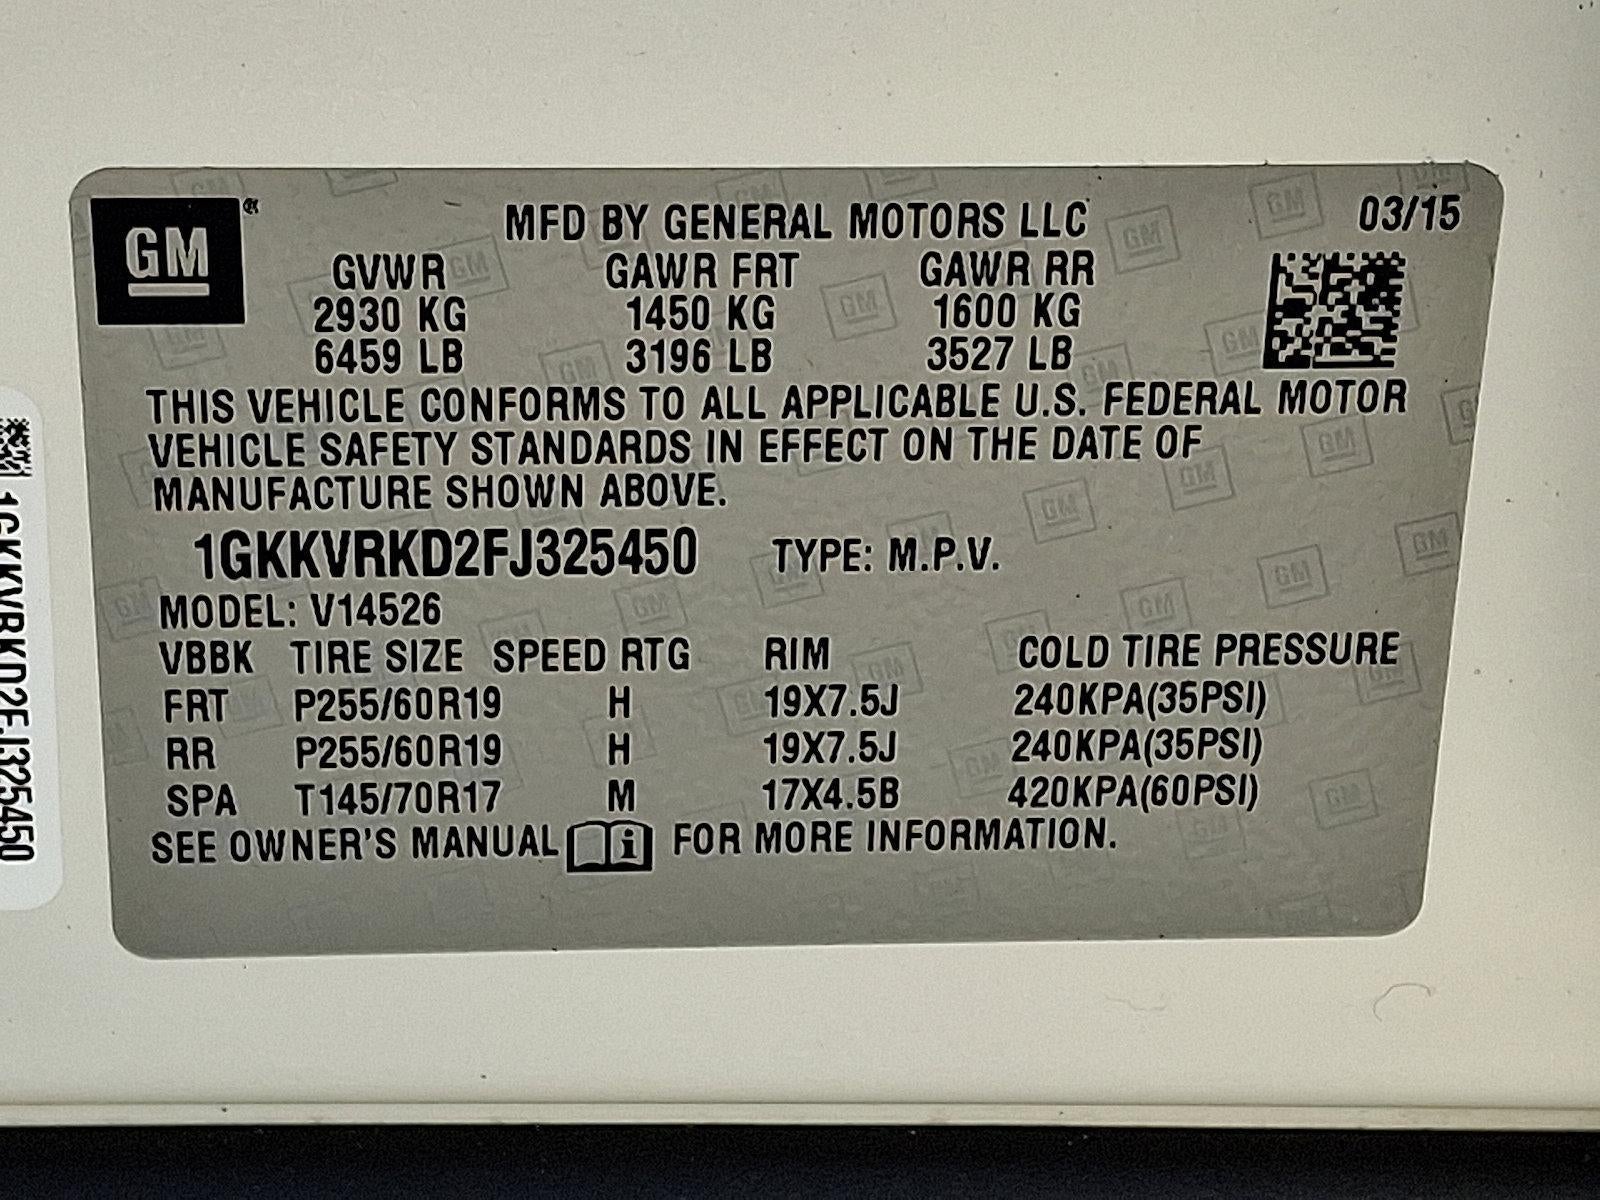 GM®
MFD BY GENERAL MOTORS LLC 03/15
GVWR GAWR FRT GAWR RR
2930 KG 1450 KG 1600 KG
6459 LB 3196 LB 3527 LB
THIS VEHICLE CONFORMS TO ALL APPLICABLE U.S. FEDERAL MOTOR
VEHICLE SAFETY STANDARDS IN EFFECT ON THE DATE OF
MANUFACTURE SHOWN ABOVE.
1GKKVRKD2FJ325450 TYPE: M.P.V.
MODEL: V14526
VBBK TIRE SIZE SPEED RTG RIM COLD TIRE PRESSURE
FRT P255/60R19 H 19X7.5J 240KPA(35PSI)
RR P255/60R19 H 19X7.5J 240KPA(35PSI)
SPA T145/70R17 M 17X4.5B 420KPA(60PSI)
SEE OWNER'S MANUAL i FOR MORE INFORMATION.
1GKKVRKD2FJ325450